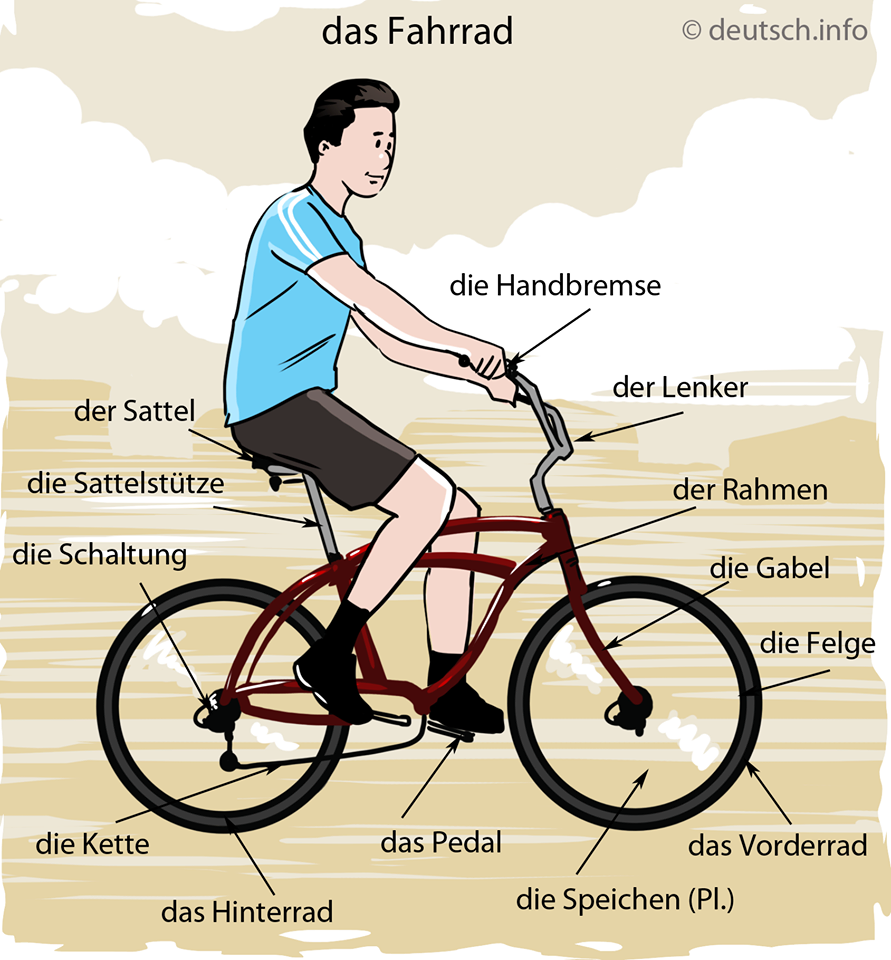 das Fahrrad
© deutsch.info
die Handbremse
der Lenker
der Sattel
die Sattelstütze
der Rahmen
die Schaltung
die Gabel
die Felge
die Kette
das Pedal
das Vorderrad
die Speichen (Pl.)
das Hinterrad